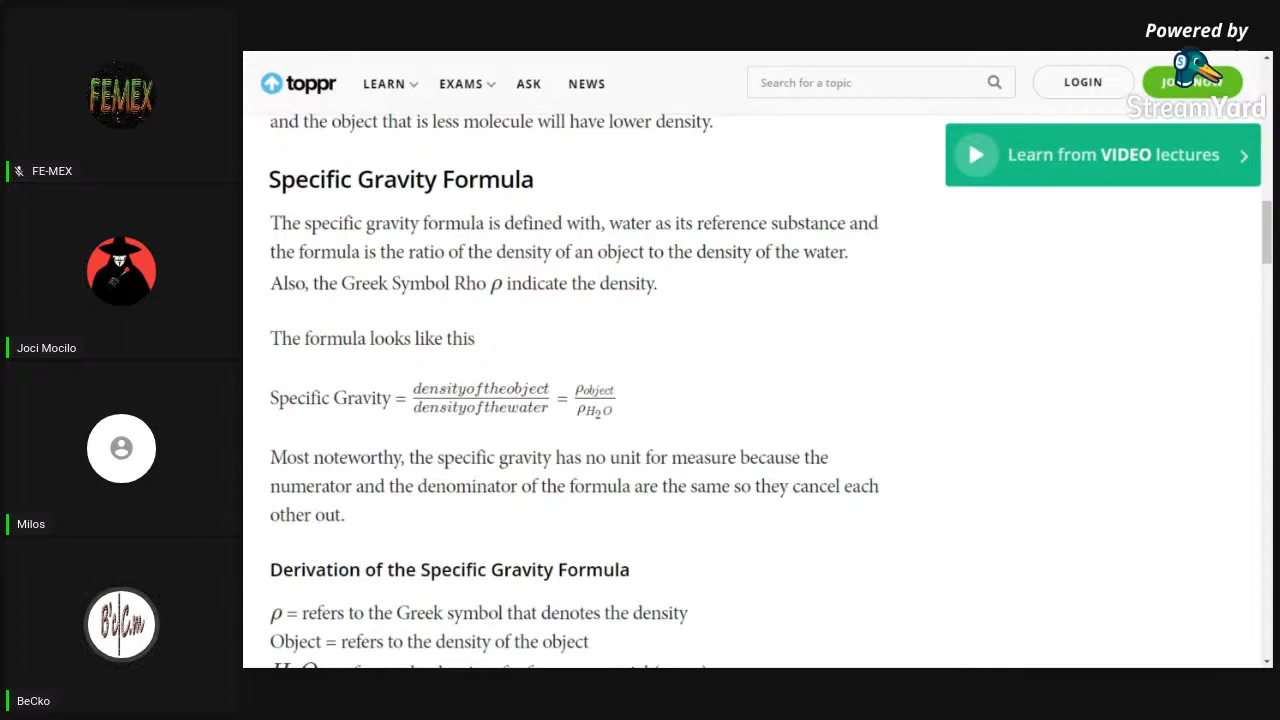 Powered by
StreamYard
FEMEX
FE-MEX
Joci Mocilo
Milos
B'e|C.m
BeCko
toppr
LEARN
EXAMS
ASK
NEWS
Search for a topic
LOGIN
and the object that is less molecule will have lower density.
Learn from VIDEO lectures
Specific Gravity Formula
The specific gravity formula is defined with, water as its reference substance and
the formula is the ratio of the density of an object to the density of the water.
Also, the Greek Symbol Rho ρ indicate the density.
The formula looks like this
Specific Gravity = densityoftheobject / densityofthewater = ρobject / ρH₂O
Most noteworthy, the specific gravity has no unit for measure because the
numerator and the denominator of the formula are the same so they cancel each
other out.
Derivation of the Specific Gravity Formula
ρ = refers to the Greek symbol that denotes the density
Object = refers to the density of the object